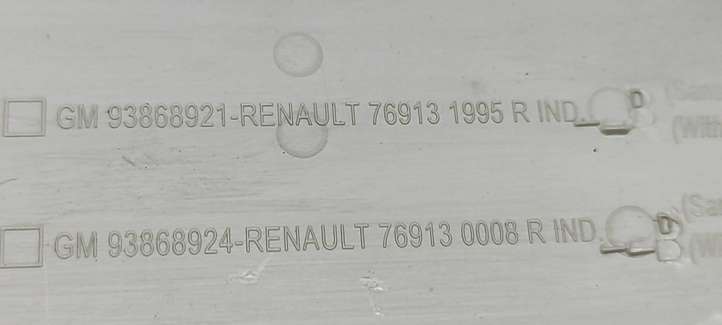 GM 93868921-RENAULT 76913 1995 R IND. D
GM 93868924-RENAULT 76913 0008 R IND. D